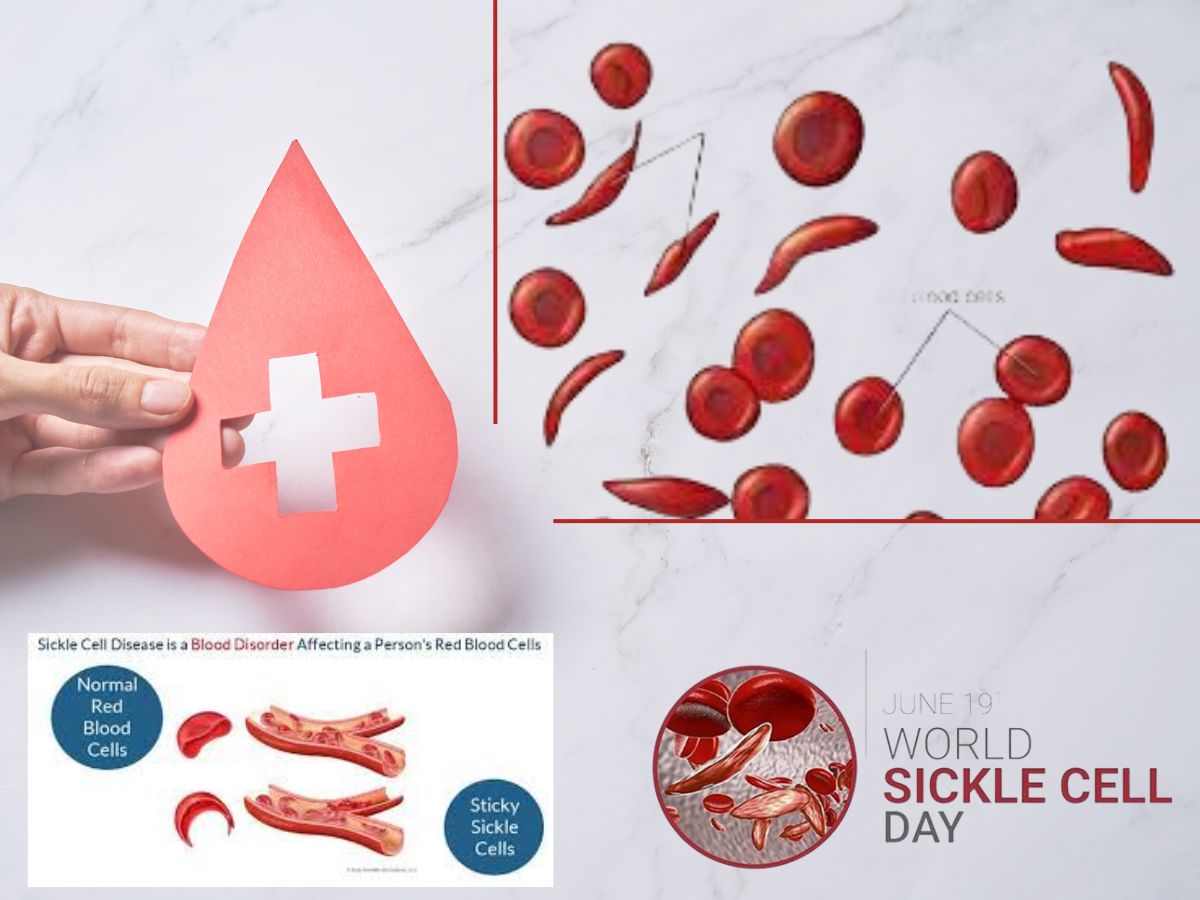 cells
Sickle Cell Disease is a Blood Disorder Affecting a Person's Red Blood Cells
Normal
Red
Blood
Cells
Sticky
Sickle
Cells
JUNE 19
WORLD
SICKLE CELL
DAY